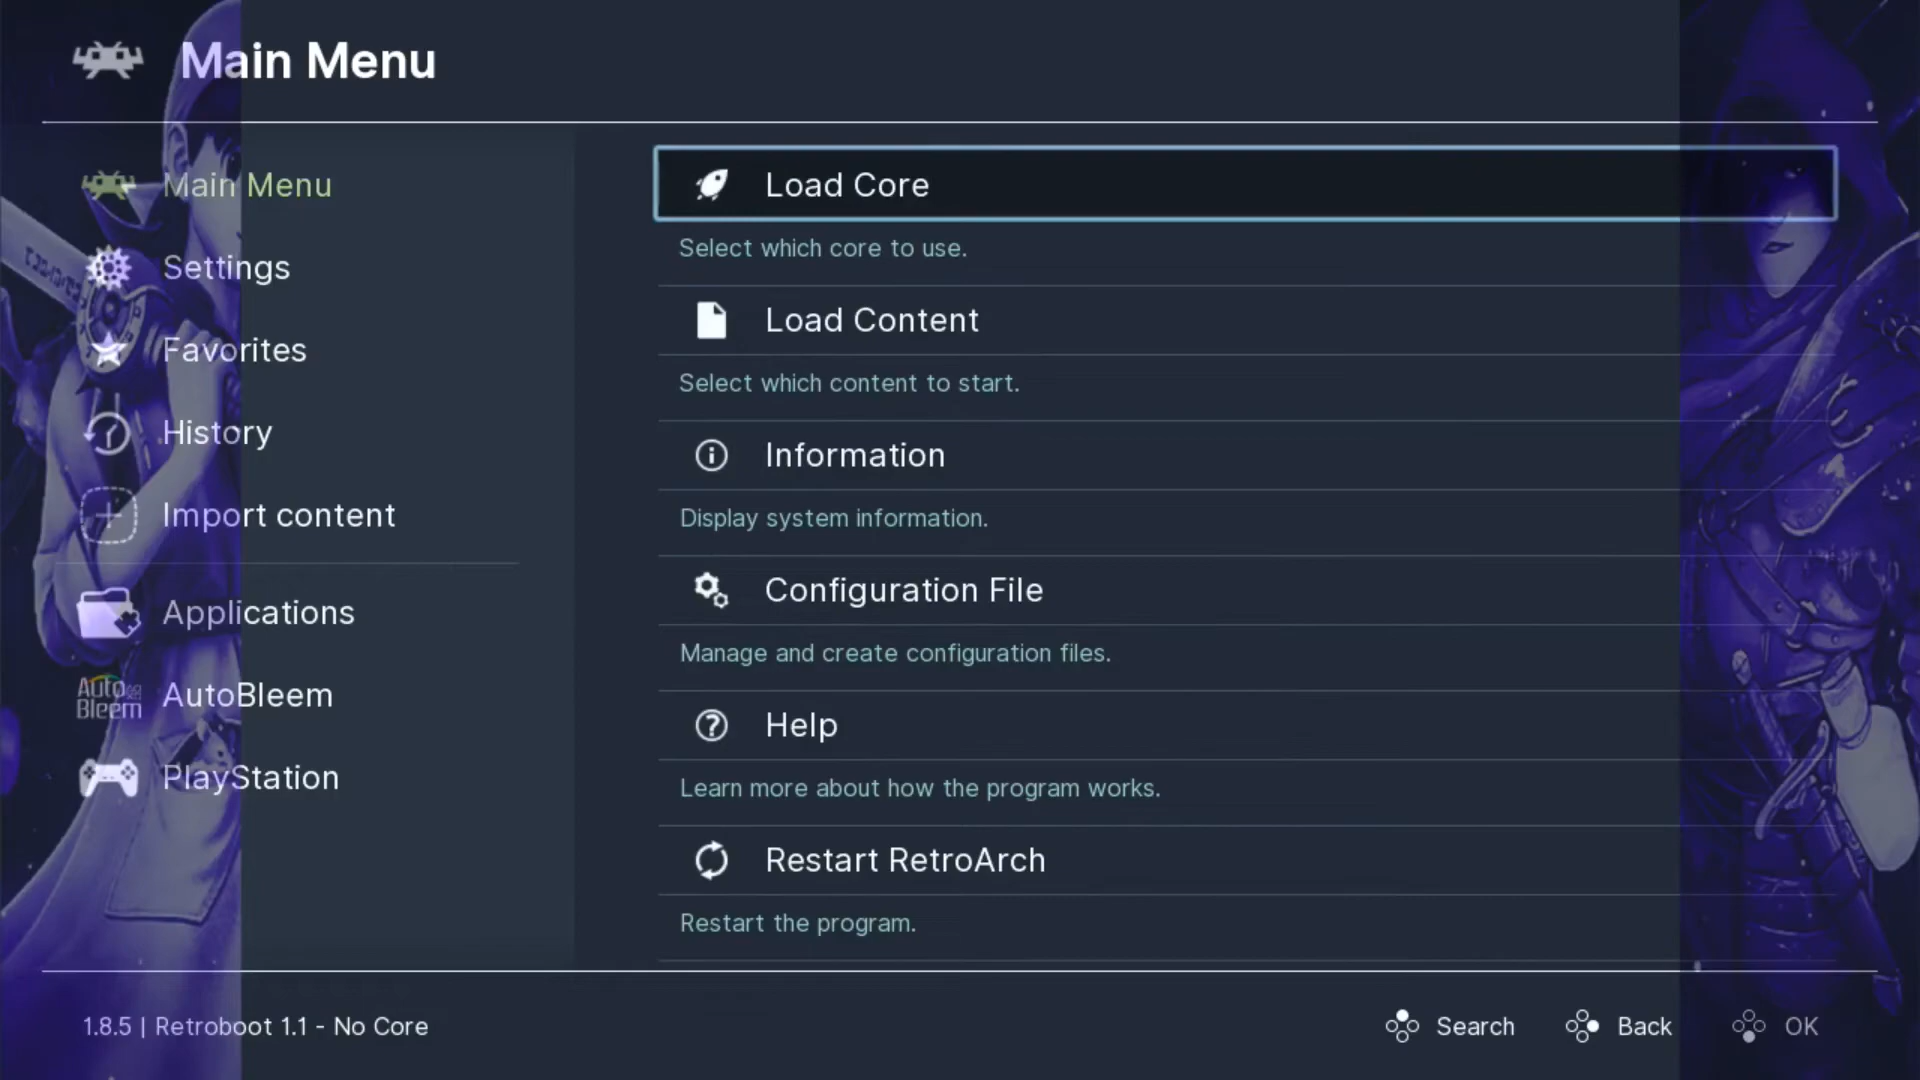 Main Menu
Main Menu
Settings
Favorites
History
Import content
Applications
Auto
Bleem
AutoBleem
PlayStation
Load Core
Select which core to use.
Load Content
Select which content to start.
Information
Display system information.
Configuration File
Manage and create configuration files.
Help
Learn more about how the program works.
Restart RetroArch
Restart the program.
1.8.5 | Retroboot 1.1 - No Core
Search
Back
OK